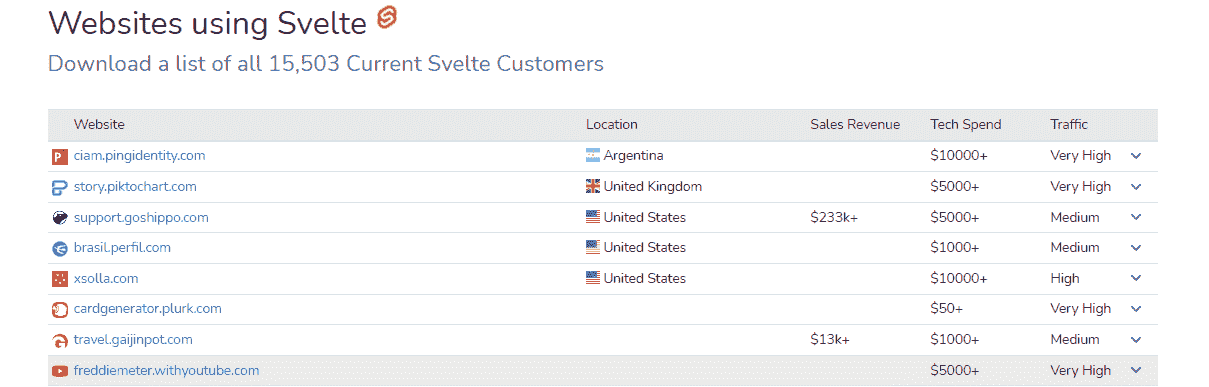 Websites using Svelte
Download a list of all 15,503 Current Svelte Customers
Website Location Sales Revenue Tech Spend Traffic
ciam.pingidentity.com Argentina $10000+ Very High
story.piktochart.com United Kingdom $5000+ Very High
support.goshippo.com United States $233k+ $5000+ Medium
brasil.perfil.com United States $1000+ Medium
xsolla.com United States $10000+ High
cardgenerator.plurk.com $50+ Very High
travel.gaijinpot.com $13k+ $1000+ Medium
freddiemeter.withyoutube.com $5000+ Very High